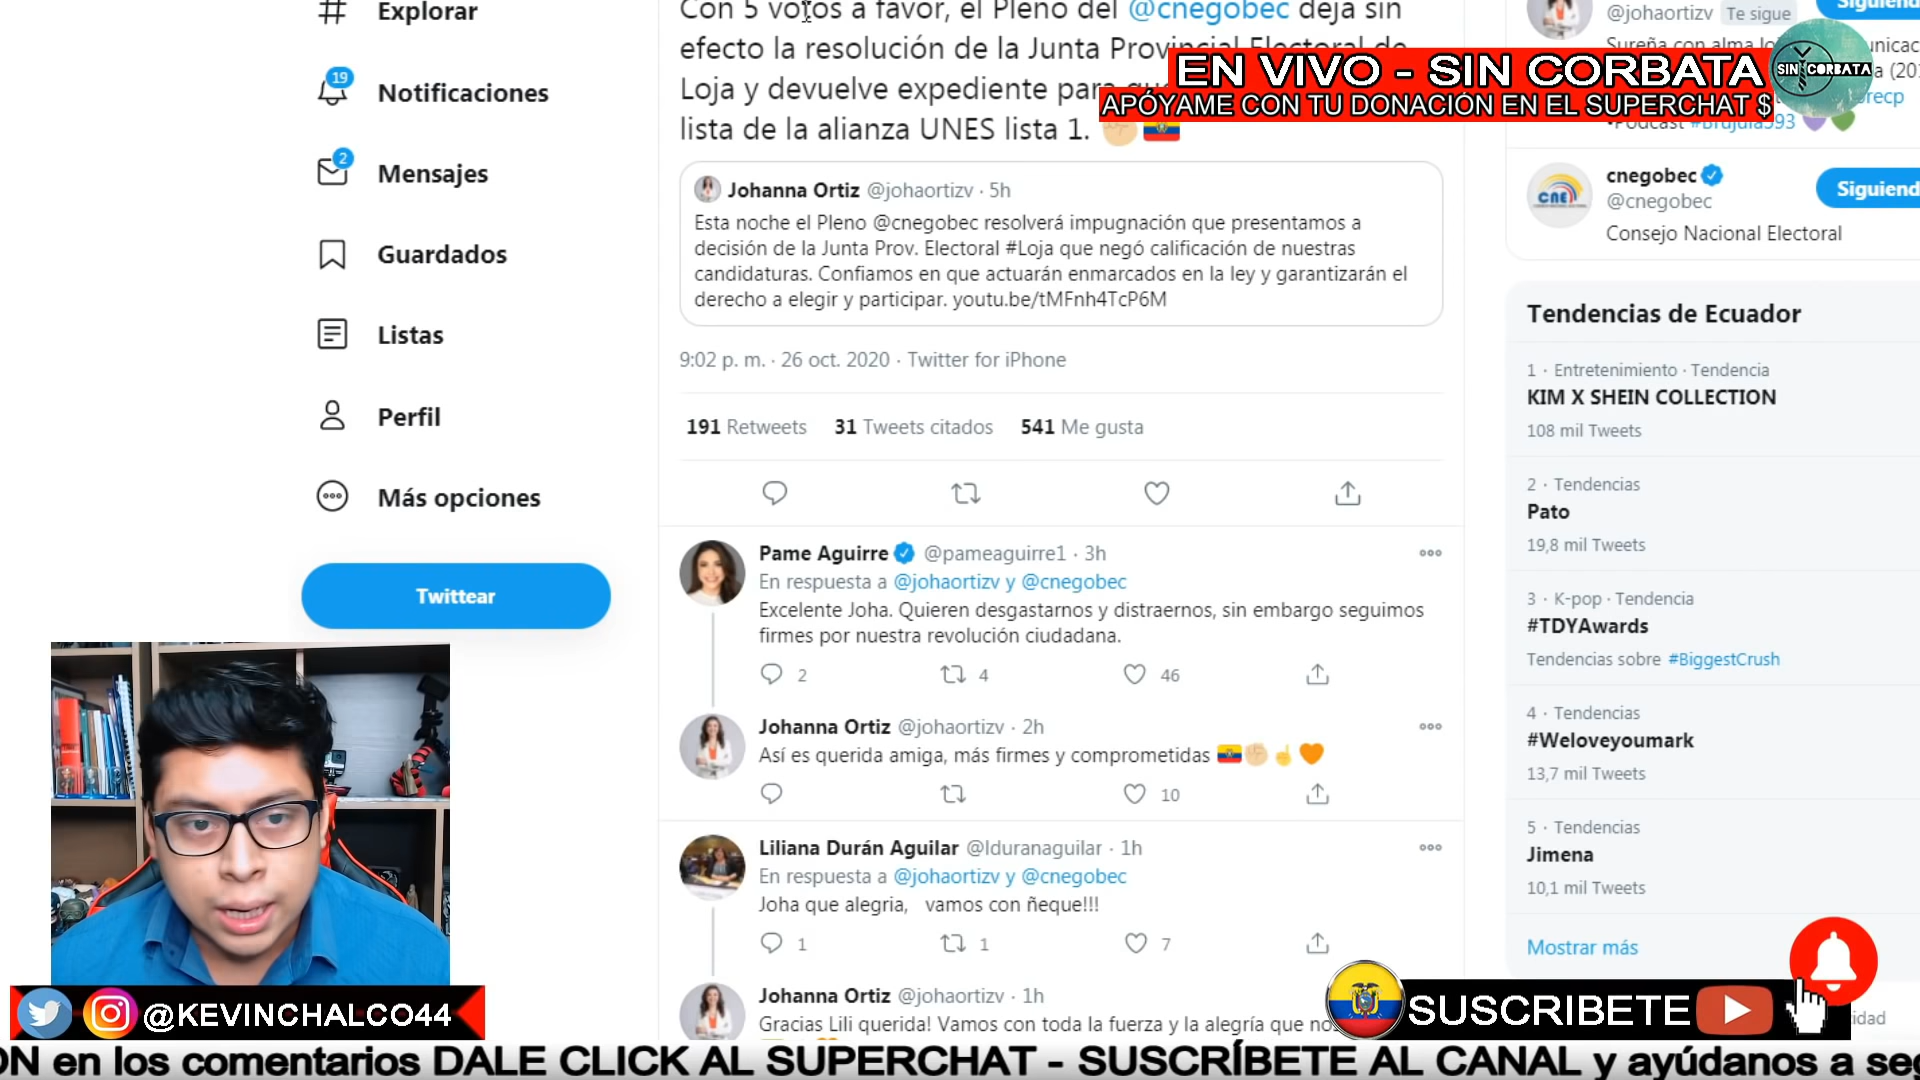 Explorar
19
Notificaciones
2
Mensajes
Guardados
Listas
Perfil
Más opciones
Twittear
Con 5 votos a favor, el Pleno del @cnegobec deja sin
efecto la resolución de la Junta Provincial Electoral de
Loja y devuelve expediente para
lista de la alianza UNES lista 1.
Johanna Ortiz @johaortizv · 5h
Esta noche el Pleno @cnegobec resolverá impugnación que presentamos a
decisión de la Junta Prov. Electoral #Loja que negó calificación de nuestras
candidaturas. Confiamos en que actuarán enmarcados en la ley y garantizarán el
derecho a elegir y participar. youtu.be/tMFnh4TcP6M
9:02 p. m. · 26 oct. 2020 · Twitter for iPhone
191 Retweets 31 Tweets citados 541 Me gusta
Pame Aguirre @pameaguirre1 · 3h
En respuesta a @johaortizv y @cnegobec
Excelente Joha. Quieren desgastarnos y distraernos, sin embargo seguimos
firmes por nuestra revolución ciudadana.
2 4 46
Johanna Ortiz @johaortizv · 2h
Así es querida amiga, más firmes y comprometidas
10
Liliana Durán Aguilar @lduranaguilar · 1h
En respuesta a @johaortizv y @cnegobec
Joha que alegria, vamos con ñeque!!!
1 1 7
Johanna Ortiz @johaortizv · 1h
Gracias Lili querida! Vamos con toda la fuerza y la alegría que
EN VIVO - SIN CORBATA
APÓYAME CON TU DONACIÓN EN EL SUPERCHAT $
SIN CORBATA
@johaortizv Te sigue
Sureña con alma
•Podcast #Brujula593
cnegobec
@cnegobec
CNE
Consejo Nacional Electoral
Tendencias de Ecuador
1 · Entretenimiento · Tendencia
KIM X SHEIN COLLECTION
108 mil Tweets
2 · Tendencias
Pato
19,8 mil Tweets
3 · K-pop · Tendencia
#TDYAwards
Tendencias sobre #BiggestCrush
4 · Tendencias
#Weloveyoumark
13,7 mil Tweets
5 · Tendencias
Jimena
10,1 mil Tweets
Mostrar más
@KEVINCHALCO44
SUSCRIBETE
en los comentarios DALE CLICK AL SUPERCHAT - SUSCRÍBETE AL CANAL y ayúdanos a